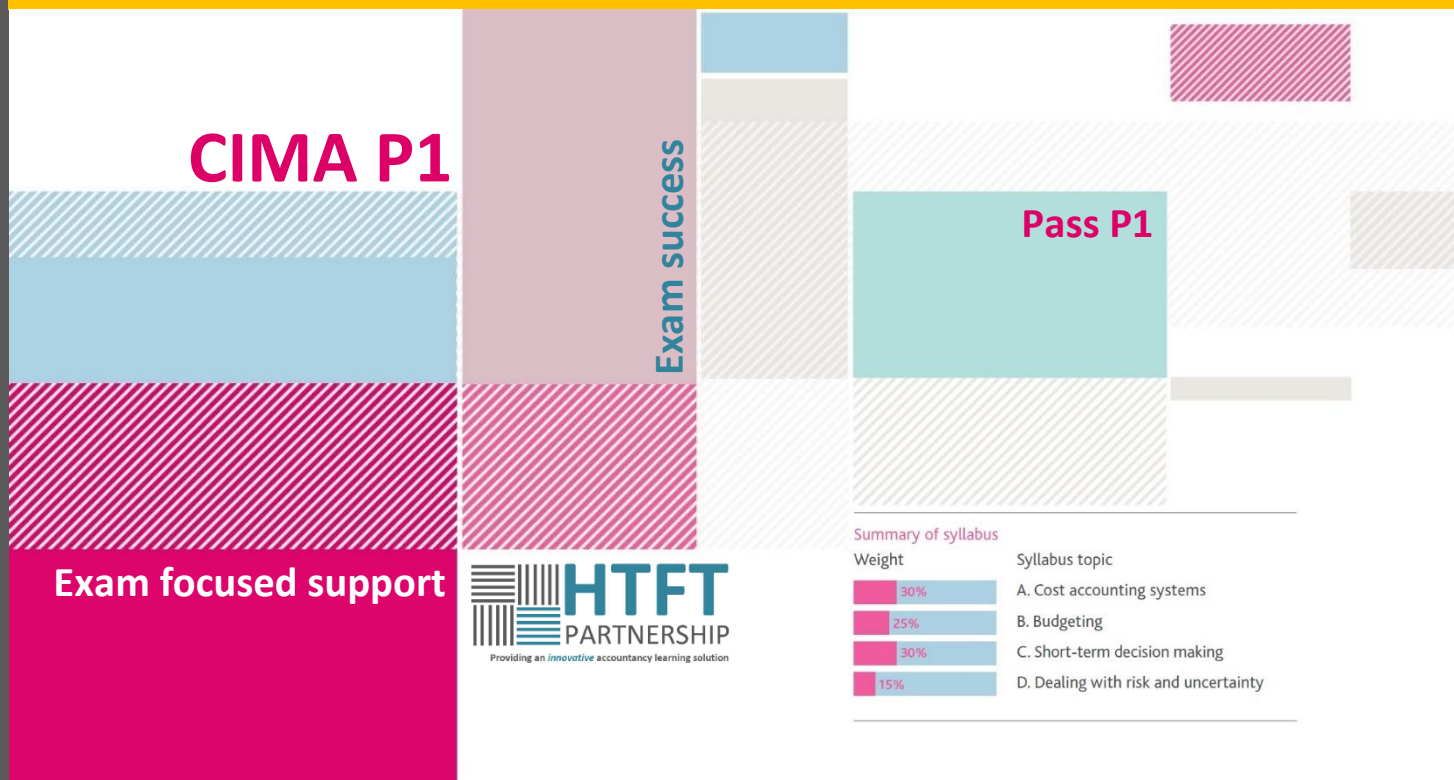 CIMA P1
Exam success
Pass P1
Exam focused support
HTFT
PARTNERSHIP
Providing an innovative accountancy learning solution
Summary of syllabus
Weight Syllabus topic
30% A. Cost accounting systems
25% B. Budgeting
30% C. Short-term decision making
15% D. Dealing with risk and uncertainty